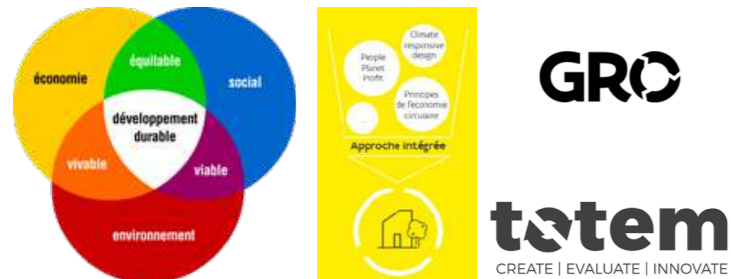 équitable
économie
social
développement
durable
vivable
viable
environnement
Climate
responsive
design
People
Planet
Profit
Principes
de l'économie
circulaire
Approche intégrée
GRO
totem
CREATE | EVALUATE | INNOVATE